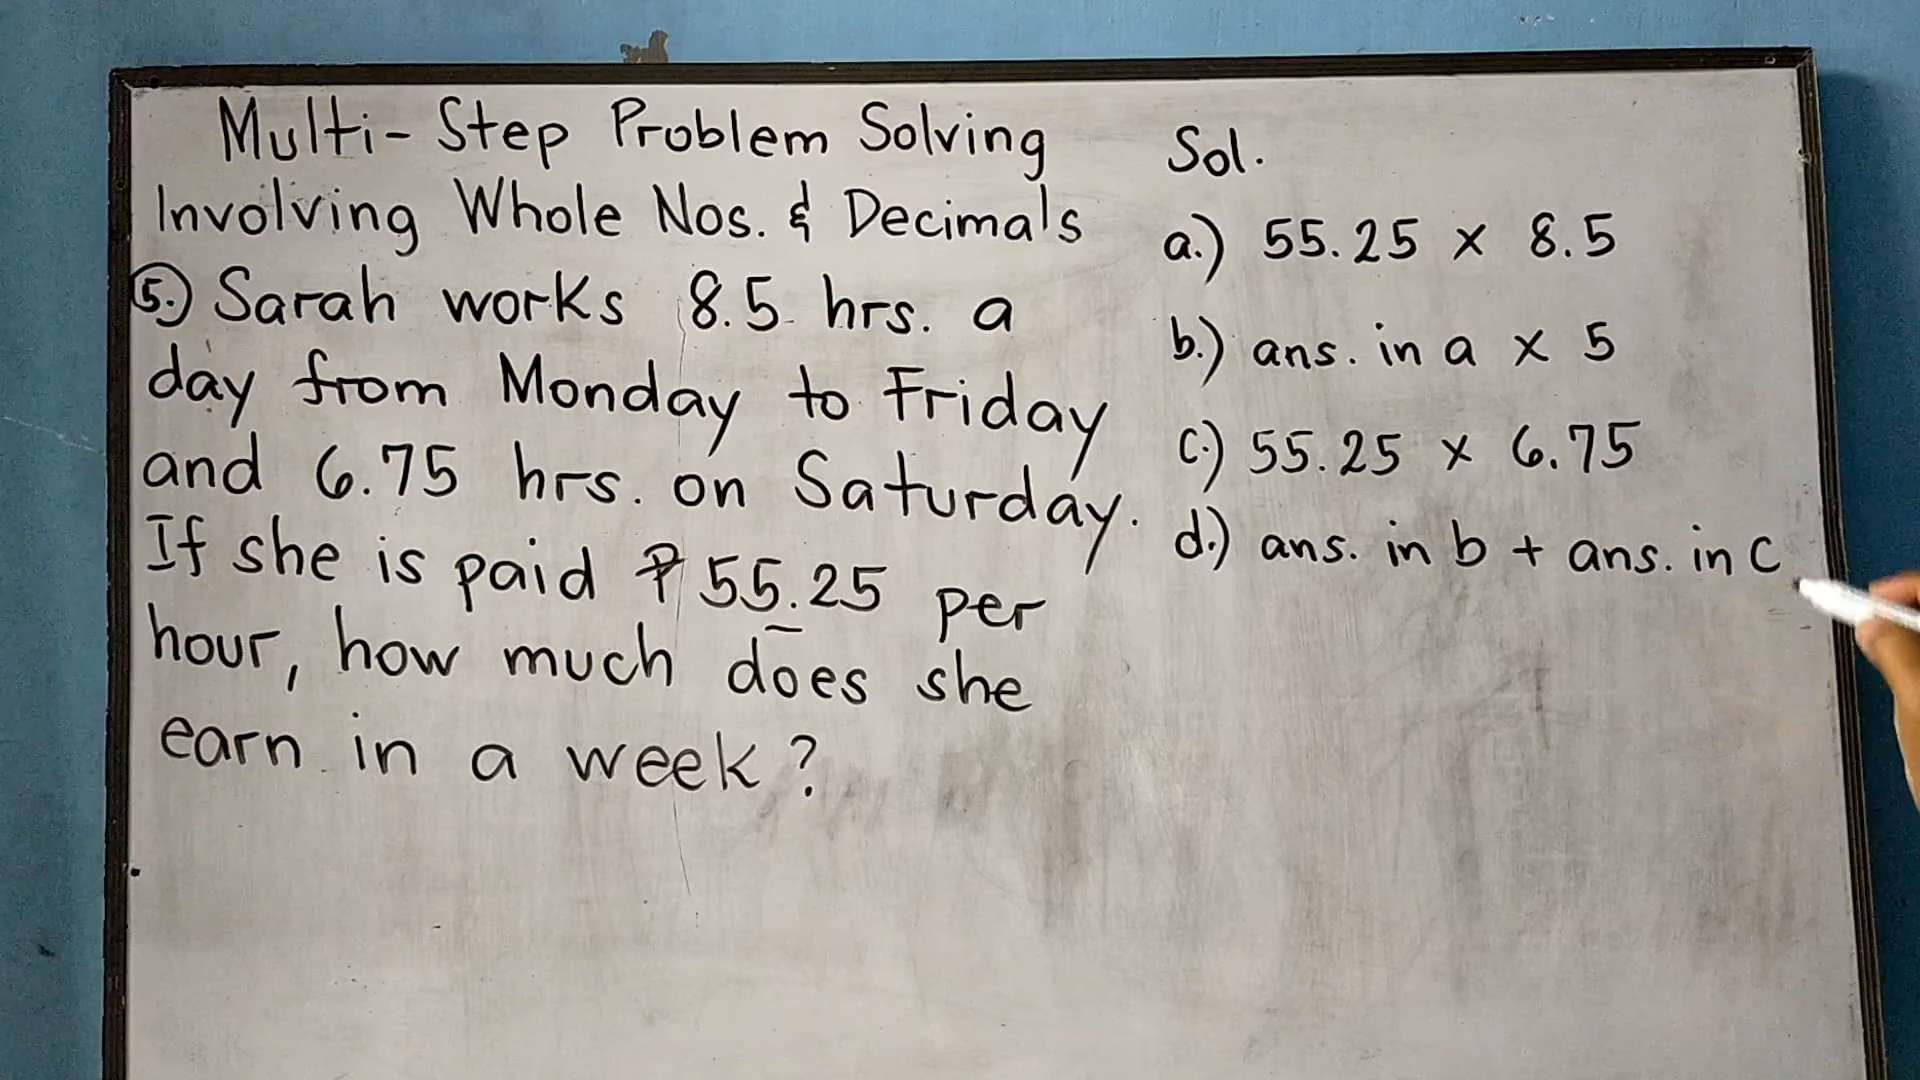 Multi-Step Problem Solving
Involving Whole Nos. & Decimals
5.) Sarah works 8.5 hrs. a
day from Monday to Friday
and 6.75 hrs. on Saturday.
If she is paid ₱55.25 per
hour, how much does she
earn in a week?
Sol.
a.) 55.25 x 8.5
b.) ans. in a x 5
c.) 55.25 x 6.75
d.) ans. in b + ans. in c